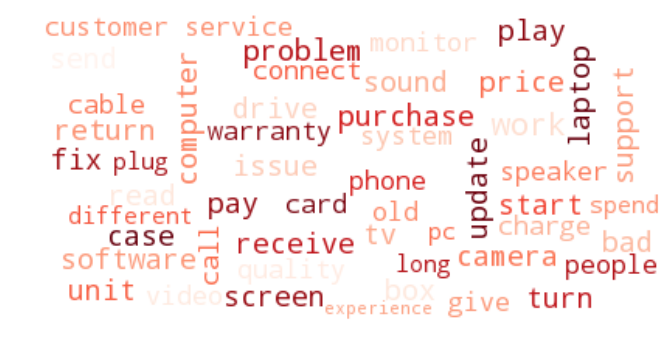 customer service
play
problem
monitor
send
connect
computer
sound
price
laptop
support
cable
drive
purchase
return
warranty
system
work
fix
plug
issue
update
speaker
phone
read
pay
card
start
spend
different
old
charge
case
call
receive
tv
pc
bad
software
quality
long
camera
people
unit
video
screen
box
experience
give
turn